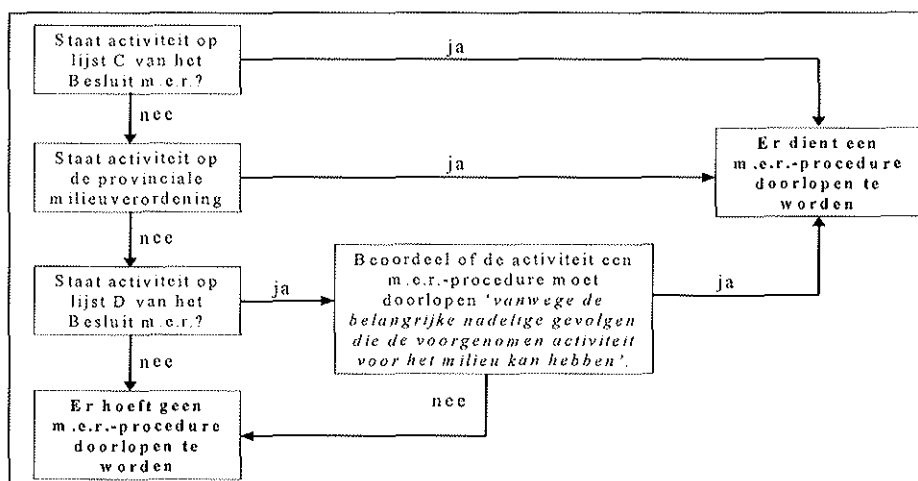 Staat activiteit op
lijst C van het
Besluit m.e.r.?
ja
nee
Staat activiteit op
de provinciale
milieuverordening
ja
Er dient een
m.e.r.-procedure
doorlopen te
worden
nee
Staat activiteit op
lijst D van het
Besluit m.e.r.?
ja
Beoordeel of de activiteit een
m.e.r.-procedure moet
doorlopen 'vanwege de
belangrijke nadelige gevolgen
die de voorgenomen activiteit
voor het milieu kan hebben'.
ja
nee
nee
Er hoeft geen
m.e.r.-procedure
doorlopen te
worden